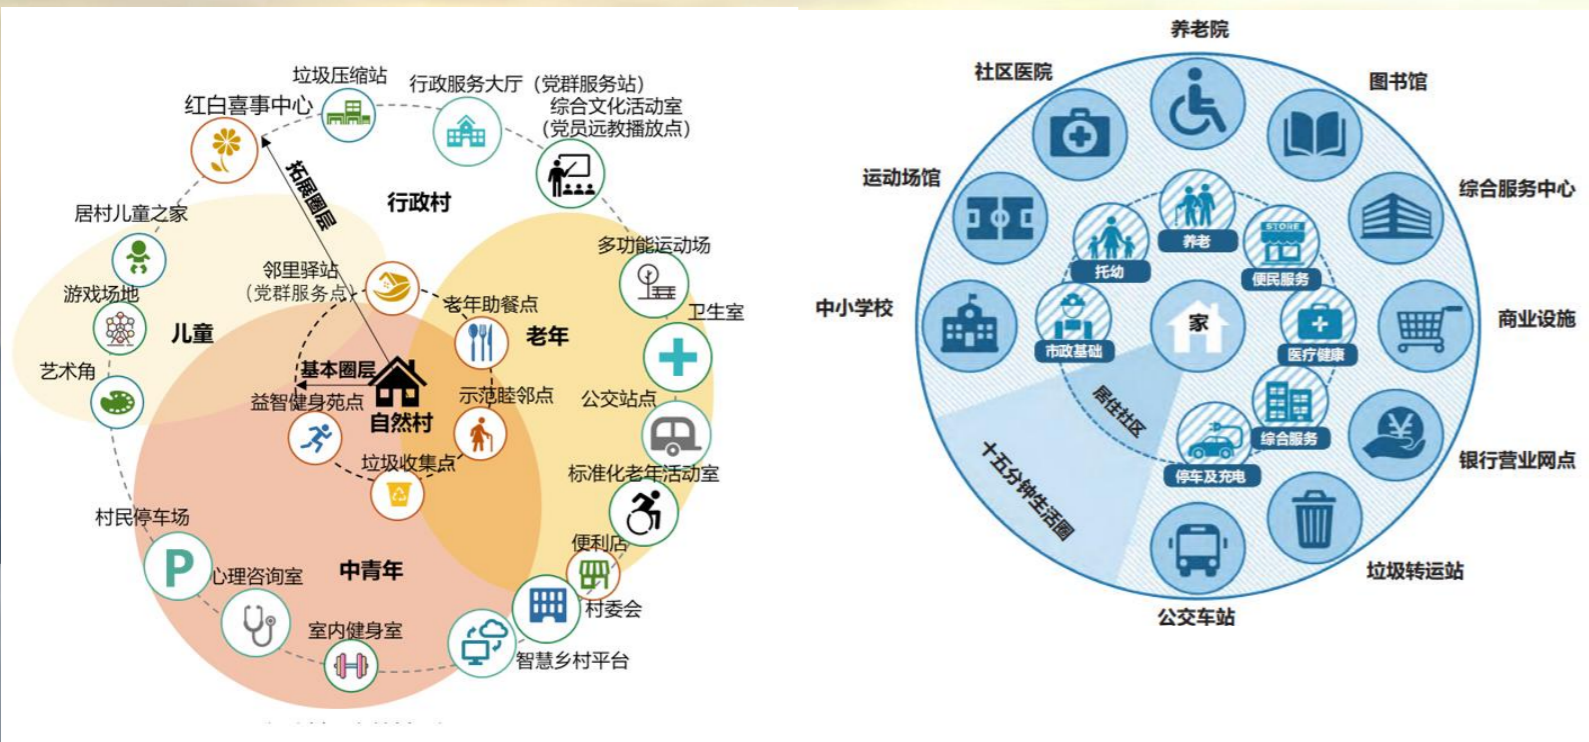 垃圾压缩站
行政服务大厅（党群服务站）
红白喜事中心
综合文化活动室
（党员远教播放点）
拓展圈层
行政村
居村儿童之家
多功能运动场
邻里驿站
（党群服务点）
游戏场地
老年助餐点
卫生室
儿童
老年
基本圈层
艺术角
益智健身苑点
自然村
示范睦邻点
公交站点
垃圾收集点
标准化老年活动室
村民停车场
P
便利店
心理咨询室
中青年
村委会
室内健身室
智慧乡村平台
养老院
社区医院
图书馆
运动场馆
综合服务中心
养老
托幼
STORE
便民服务
中小学校
家
商业设施
市政基础
医疗健康
居住社区
综合服务
¥
停车及充电
银行营业网点
十五分钟生活圈
垃圾转运站
公交车站